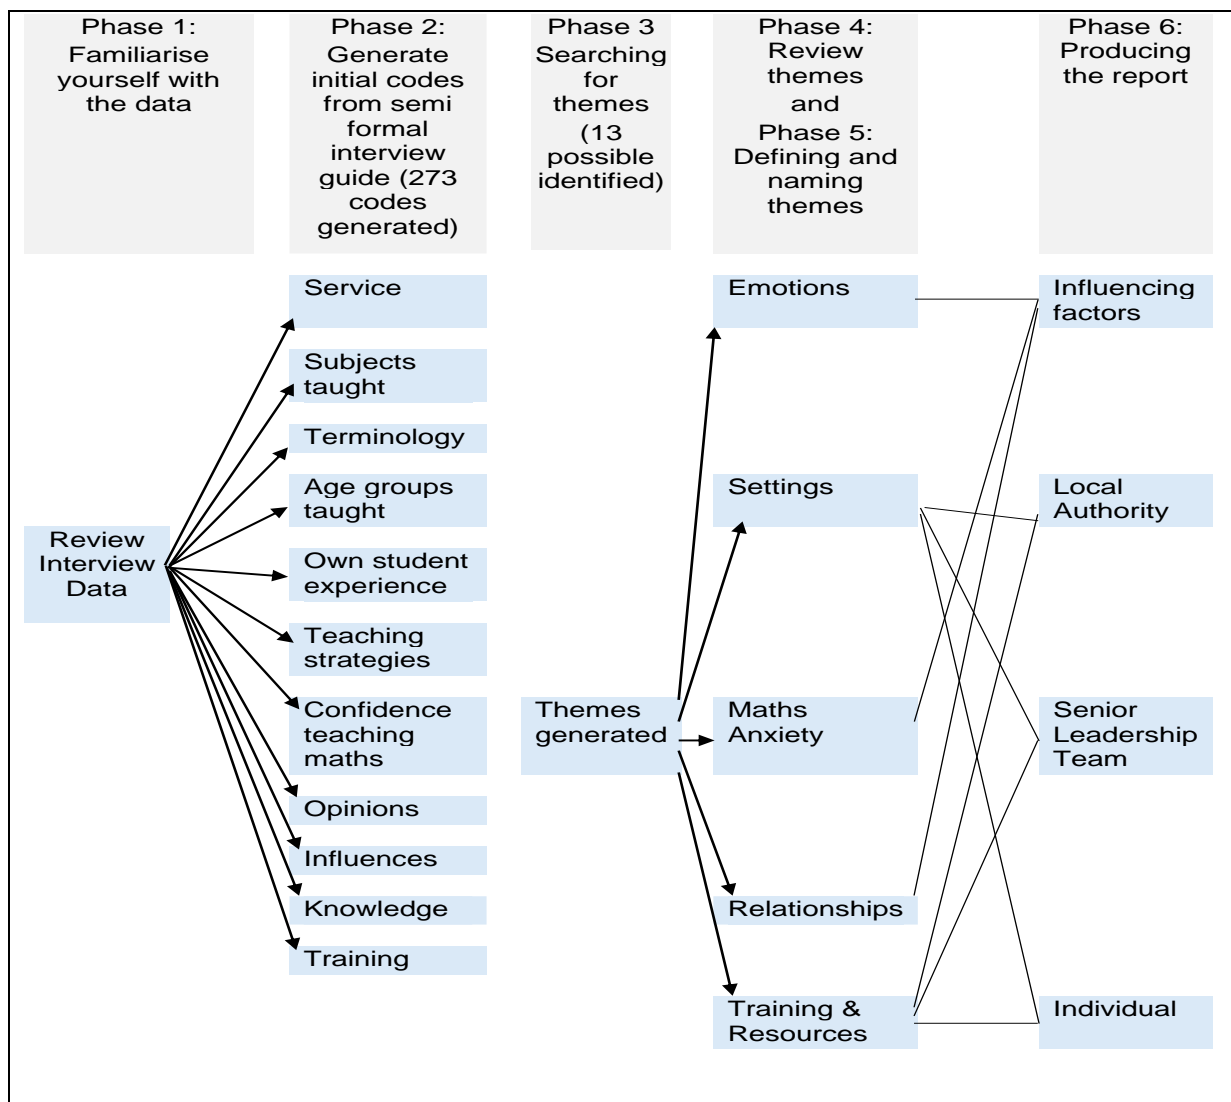 Phase 1:
Familiarise
yourself with
the data
Phase 2:
Generate
initial codes
from semi
formal
interview
guide (273
codes
generated)
Phase 3
Searching
for
themes
(13
possible
identified)
Phase 4:
Review
themes
and
Phase 5:
Defining and
naming
themes
Phase 6:
Producing
the report
Review
Interview
Data
Service
Subjects
taught
Terminology
Age groups
taught
Own student
experience
Teaching
strategies
Confidence
teaching
maths
Opinions
Influences
Knowledge
Training
Themes
generated
Emotions
Settings
Maths
Anxiety
Relationships
Training &
Resources
Influencing
factors
Local
Authority
Senior
Leadership
Team
Individual